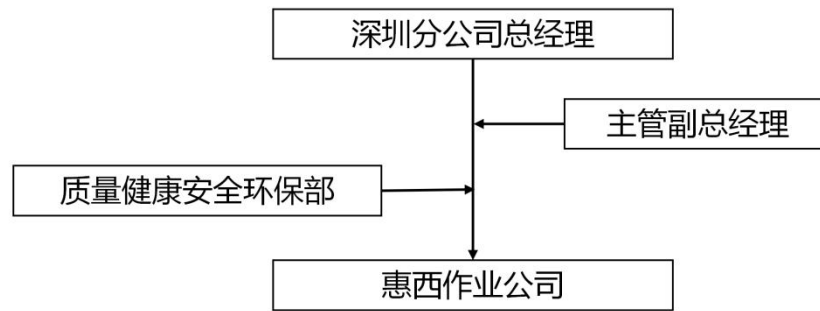 深圳分公司总经理
主管副总经理
质量健康安全环保部
惠西作业公司